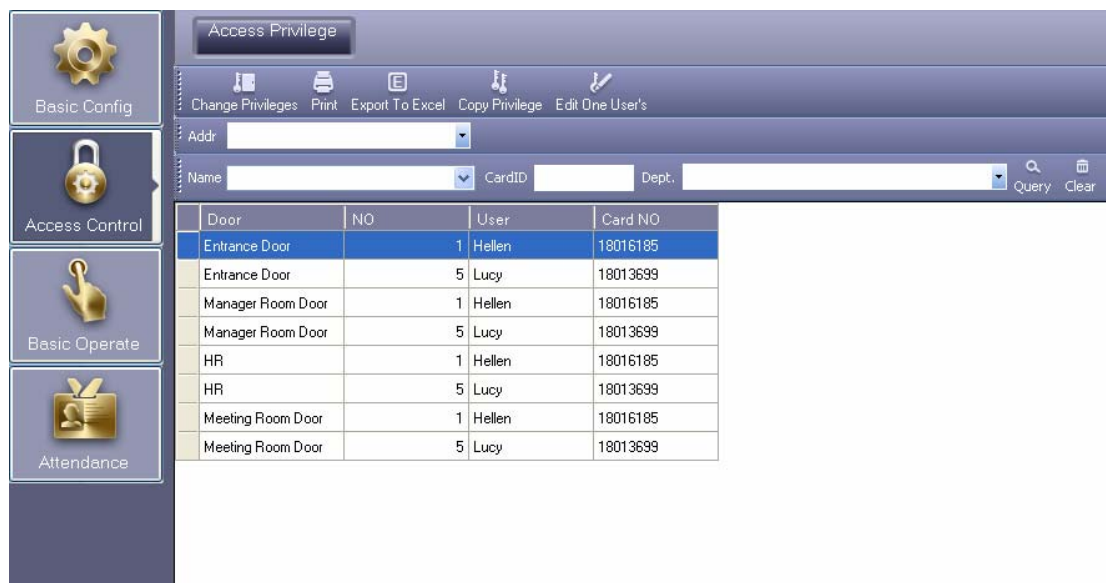 Basic Config
Access Control
Basic Operate
Attendance
Access Privilege
Change Privileges Print Export To Excel Copy Privilege Edit One User's
Addr
Name CardID Dept. Query Clear
Door NO User Card NO
Entrance Door 1 Hellen 18016185
Entrance Door 5 Lucy 18013699
Manager Room Door 1 Hellen 18016185
Manager Room Door 5 Lucy 18013699
HR 1 Hellen 18016185
HR 5 Lucy 18013699
Meeting Room Door 1 Hellen 18016185
Meeting Room Door 5 Lucy 18013699